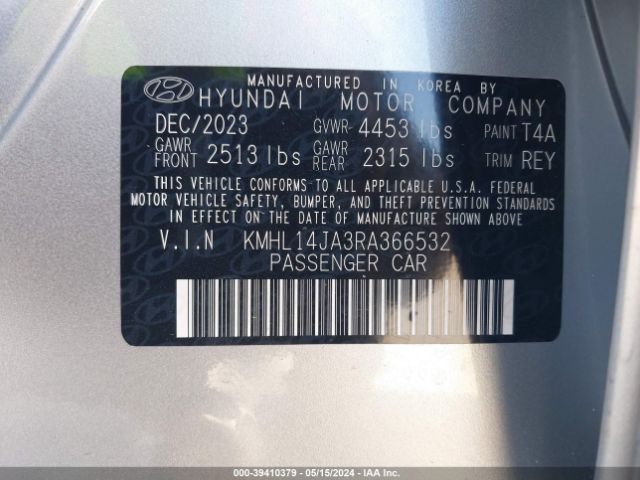 MANUFACTURED IN KOREA BY
HYUNDAI MOTOR COMPANY
DEC/2023 GVWR 4453 lbs PAINT T4A
GAWR FRONT 2513 lbs GAWR REAR 2315 lbs TRIM REY
THIS VEHICLE CONFORMS TO ALL APPLICABLE U.S.A. FEDERAL
MOTOR VEHICLE SAFETY, BUMPER, AND THEFT STANDARDS
IN EFFECT ON THE DATE OF MANUFACTURE SHOWN ABOVE.
V.I.N KMHL14JA3RA366532
PASSENGER CAR
000-39410379 - 05/15/2024 - IAA Inc.